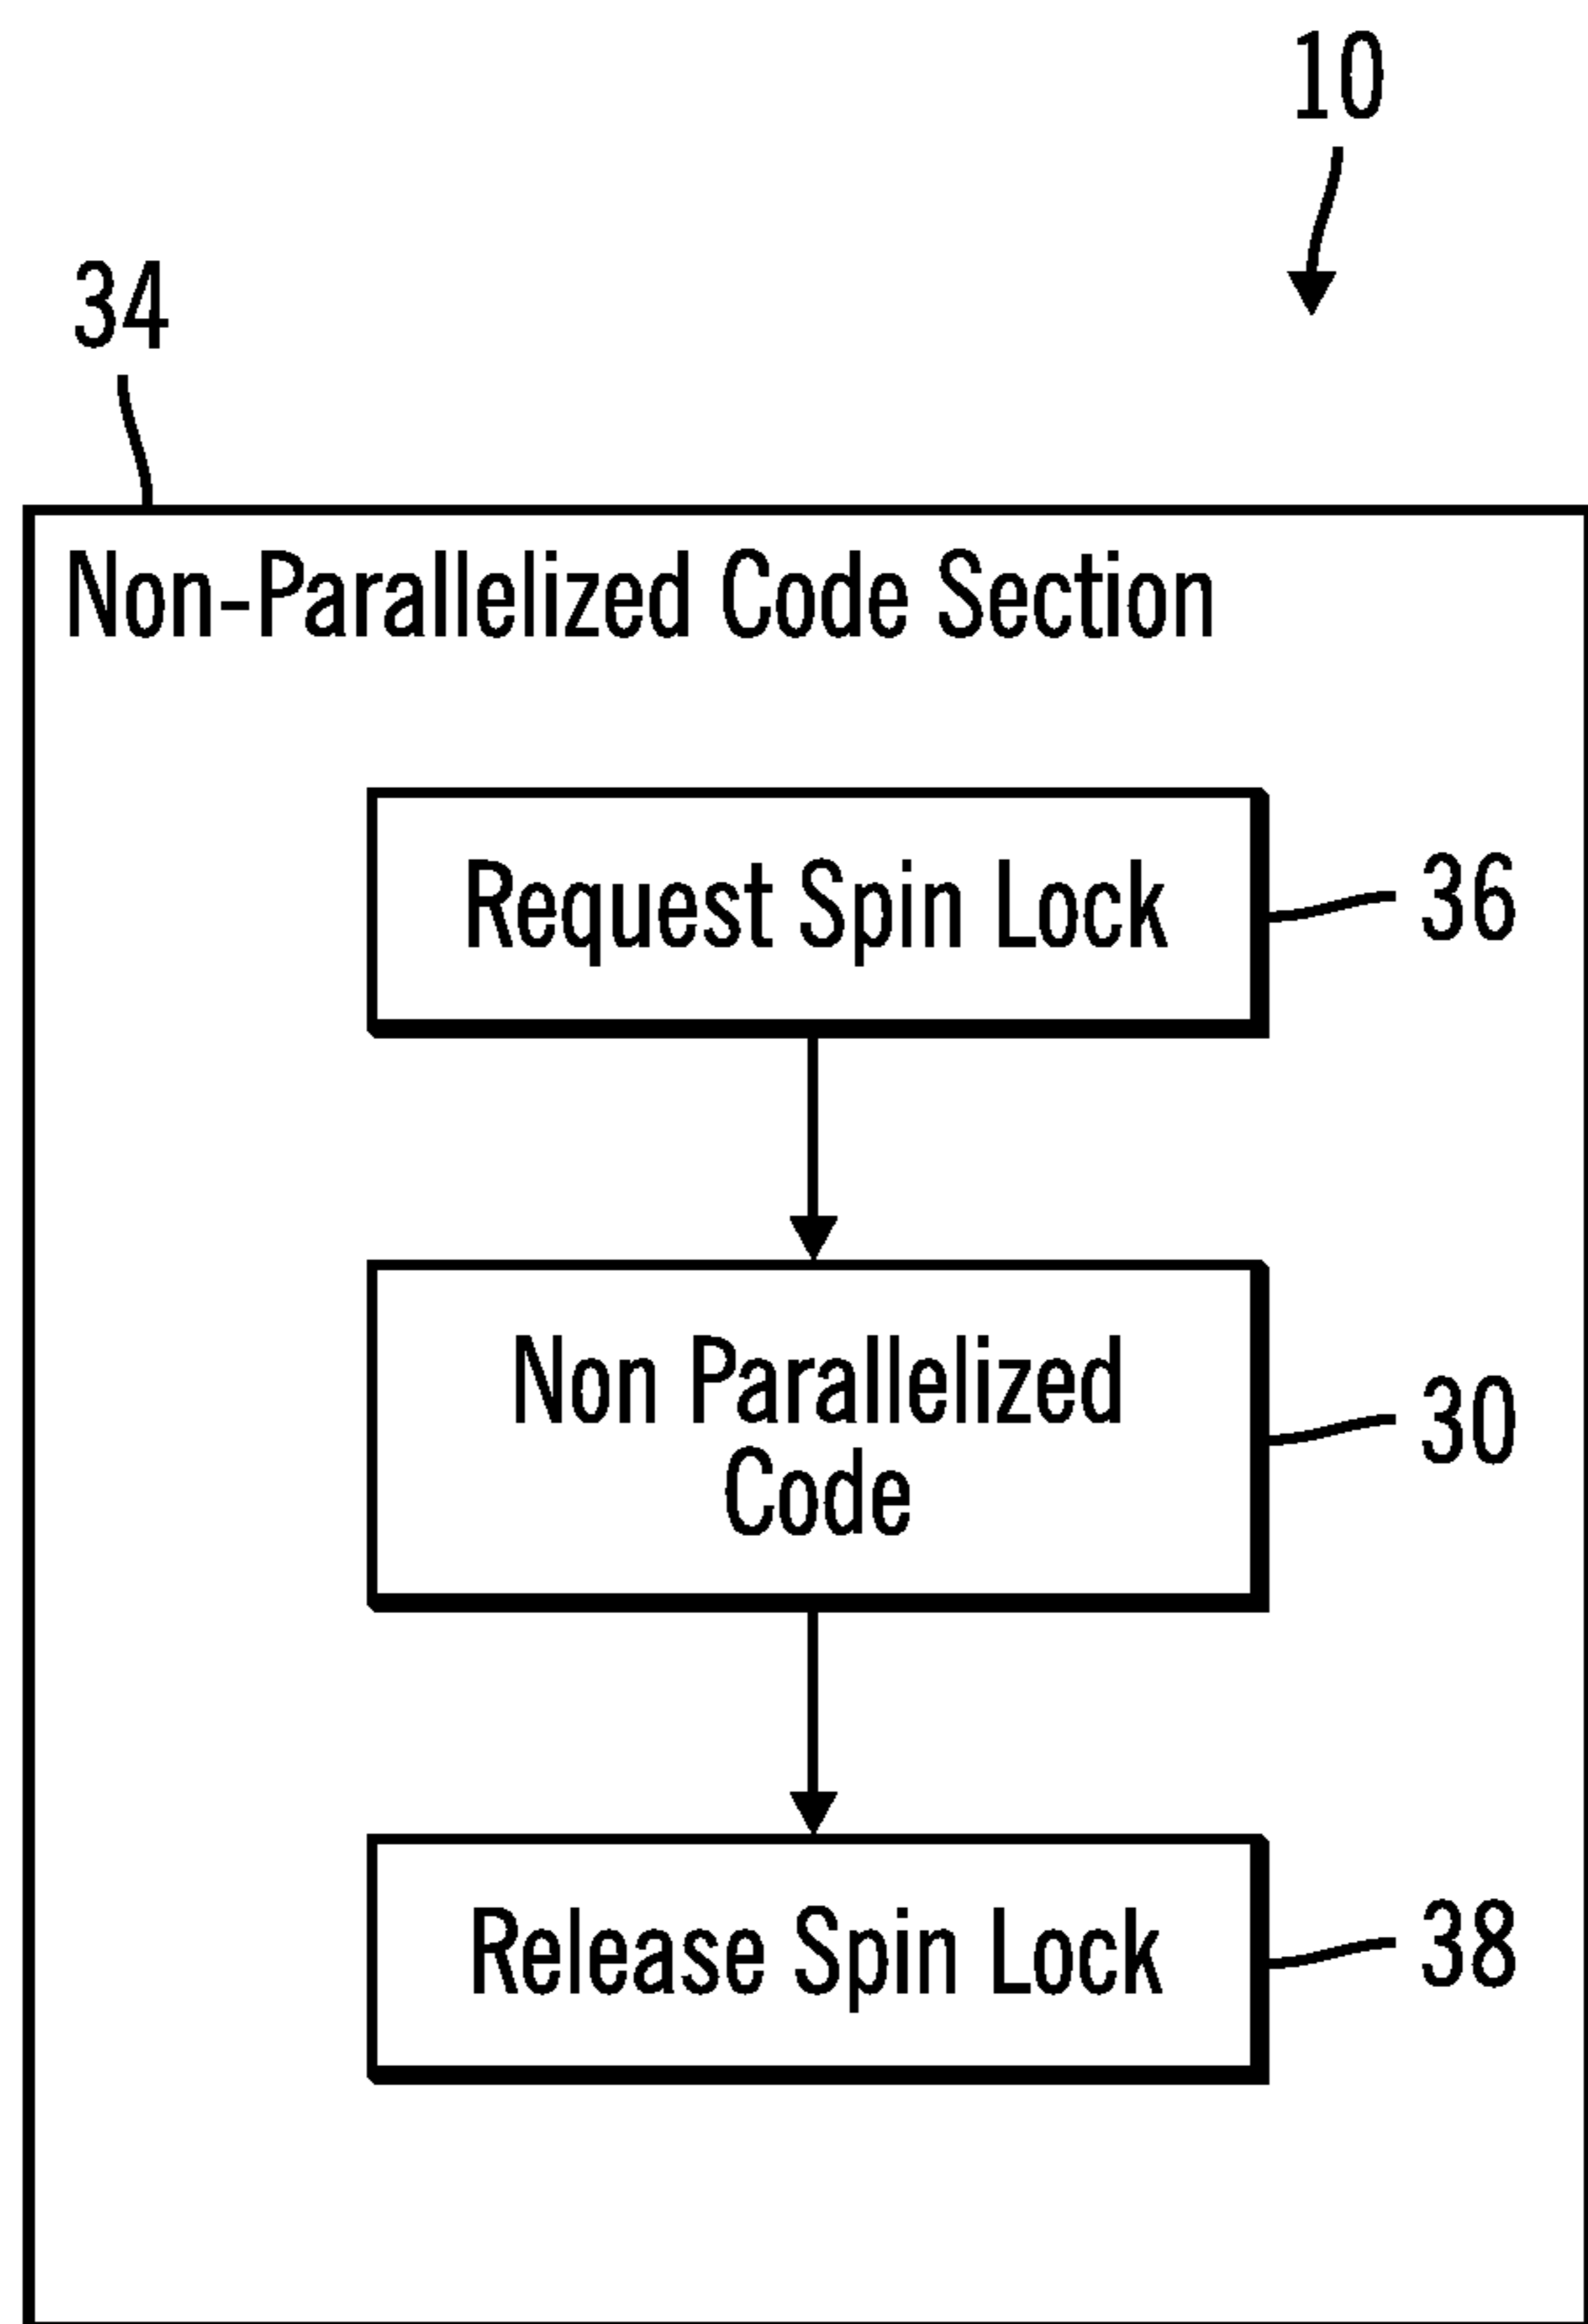 10
34
Non-Parallelized Code Section
Request Spin Lock
36
Non Parallelized
Code
30
Release Spin Lock
38